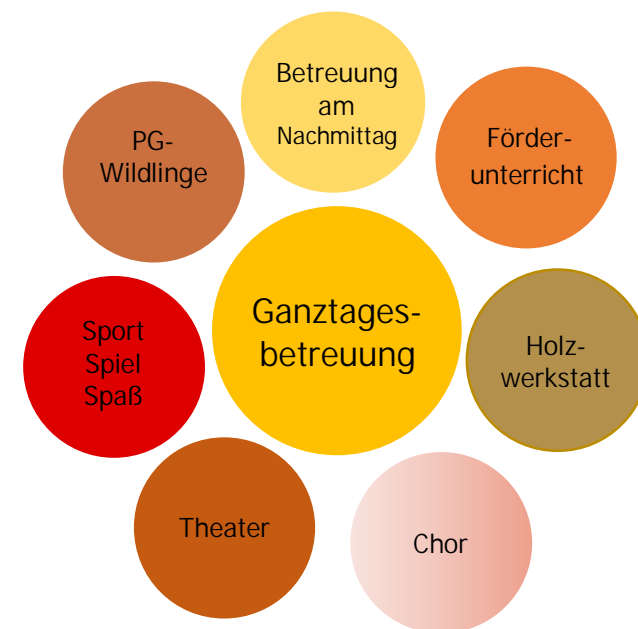 Betreuung
am
Nachmittag
PG-
Wildlinge
Förder-
unterricht
Ganztages-
betreuung
Sport
Spiel
Spaß
Holz-
werkstatt
Theater
Chor